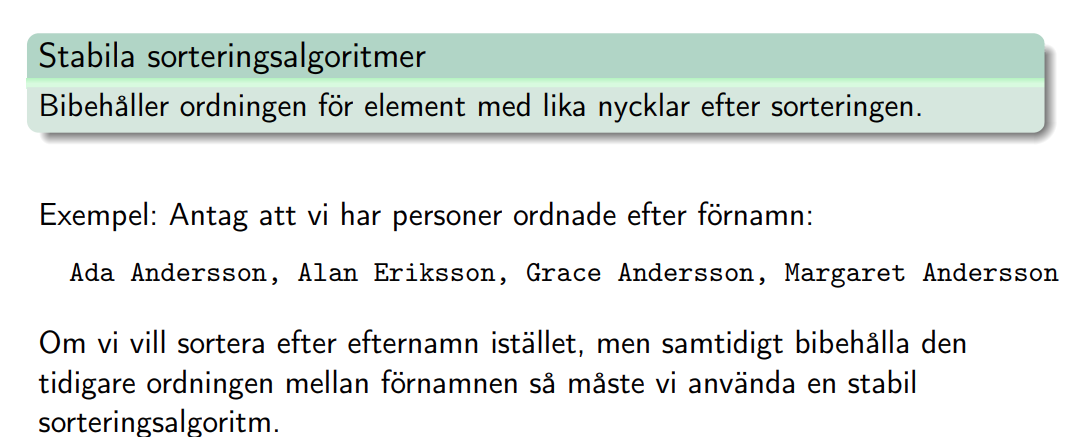 Stabila sorteringsalgoritmer
Bibehåller ordningen för element med lika nycklar efter sorteringen.
Exempel: Antag att vi har personer ordnade efter förnamn:
Ada Andersson, Alan Eriksson, Grace Andersson, Margaret Andersson
Om vi vill sortera efter efternamn istället, men samtidigt bibehålla den
tidigare ordningen mellan förnamnen så måste vi använda en stabil
sorteringsalgoritm.